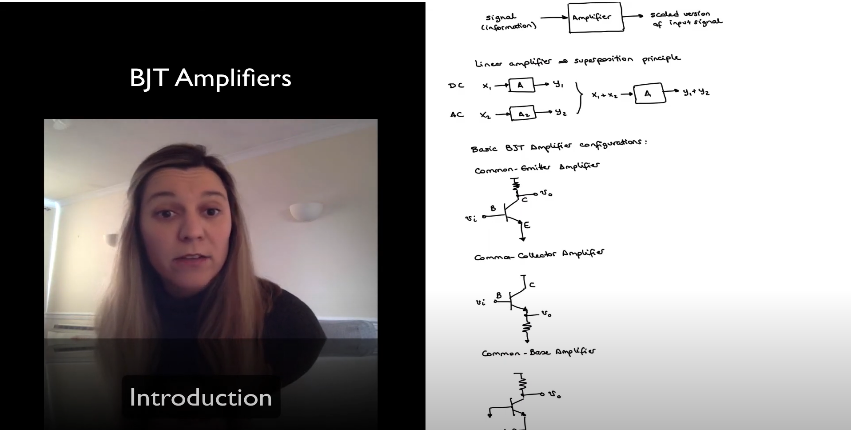 BJT Amplifiers
Introduction
signal
(information)
Amplifier
scaled version
of input signal
Linear amplifier ⇒ superposition principle
DC x₁ A y₁
x₁+x₂ A y₁+y₂
AC x₂ A₂ y₂
Basic BJT Amplifier configurations:
Common-Emitter Amplifier
vo
C
B
vi
E
Common-Collector Amplifier
C
B
vi
vo
Common-Base Amplifier
vo